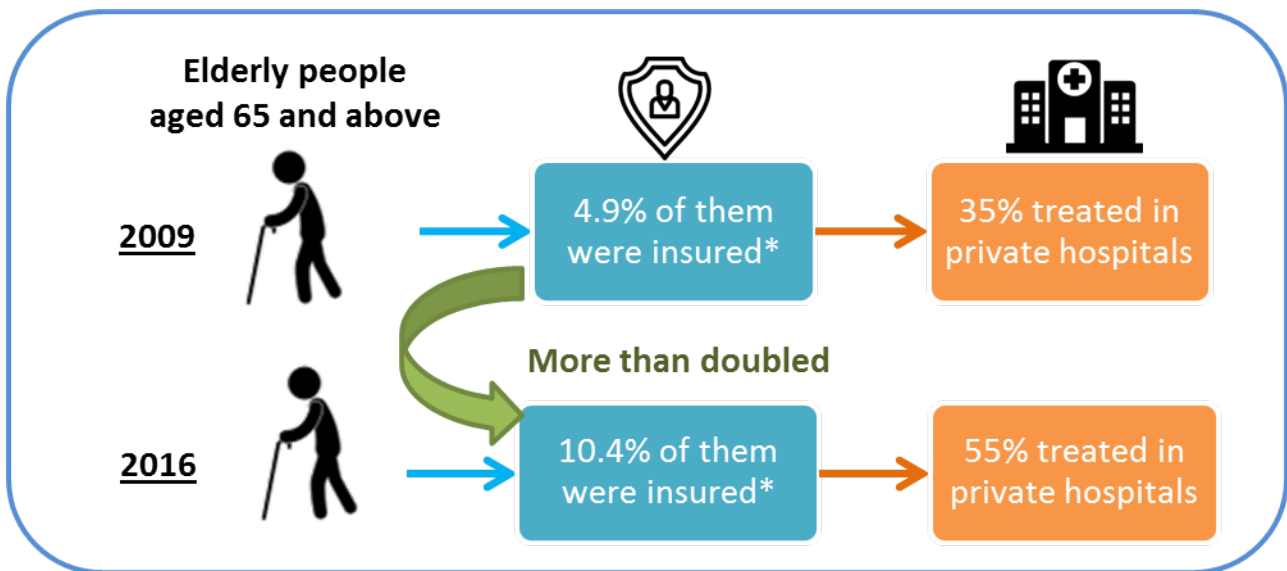 Elderly people
aged 65 and above
2009
4.9% of them
were insured*
35% treated in
private hospitals
More than doubled
2016
10.4% of them
were insured*
55% treated in
private hospitals